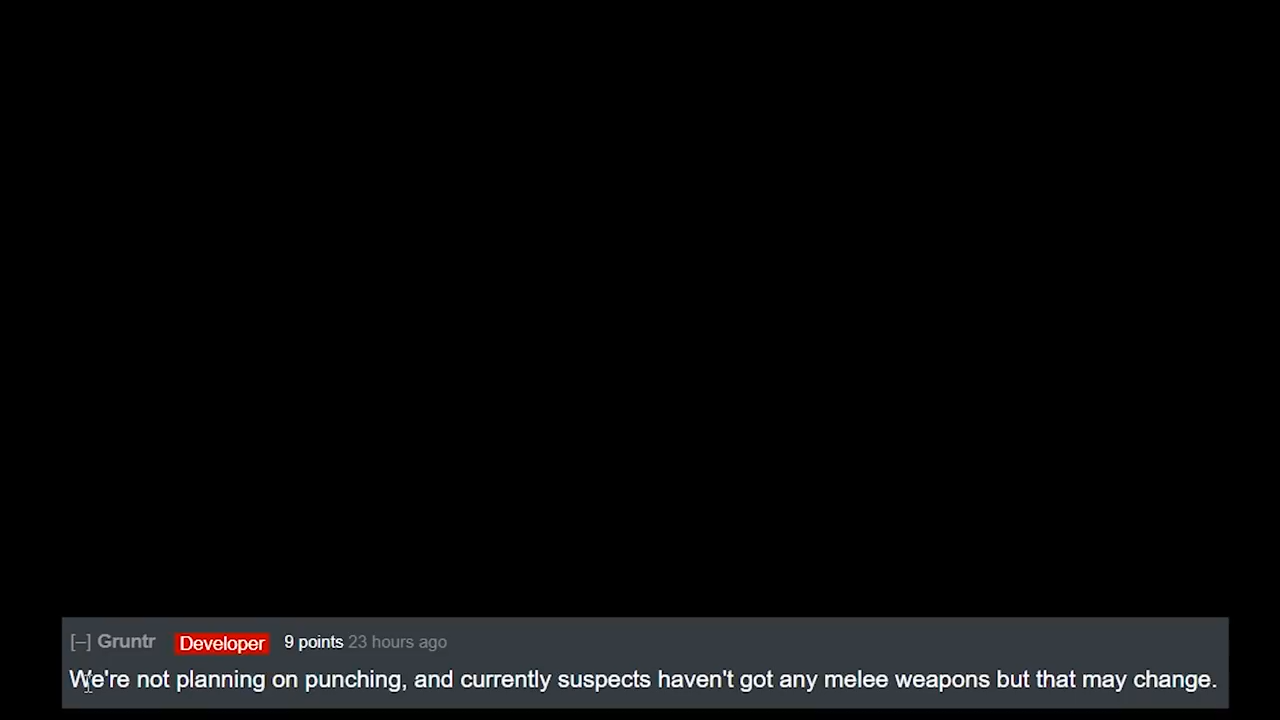 [–] Gruntr Developer 9 points 23 hours ago
We're not planning on punching, and currently suspects haven't got any melee weapons but that may change.